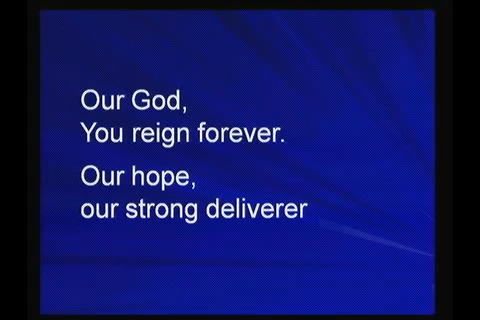 Our God,
You reign forever.
Our hope,
our strong deliverer